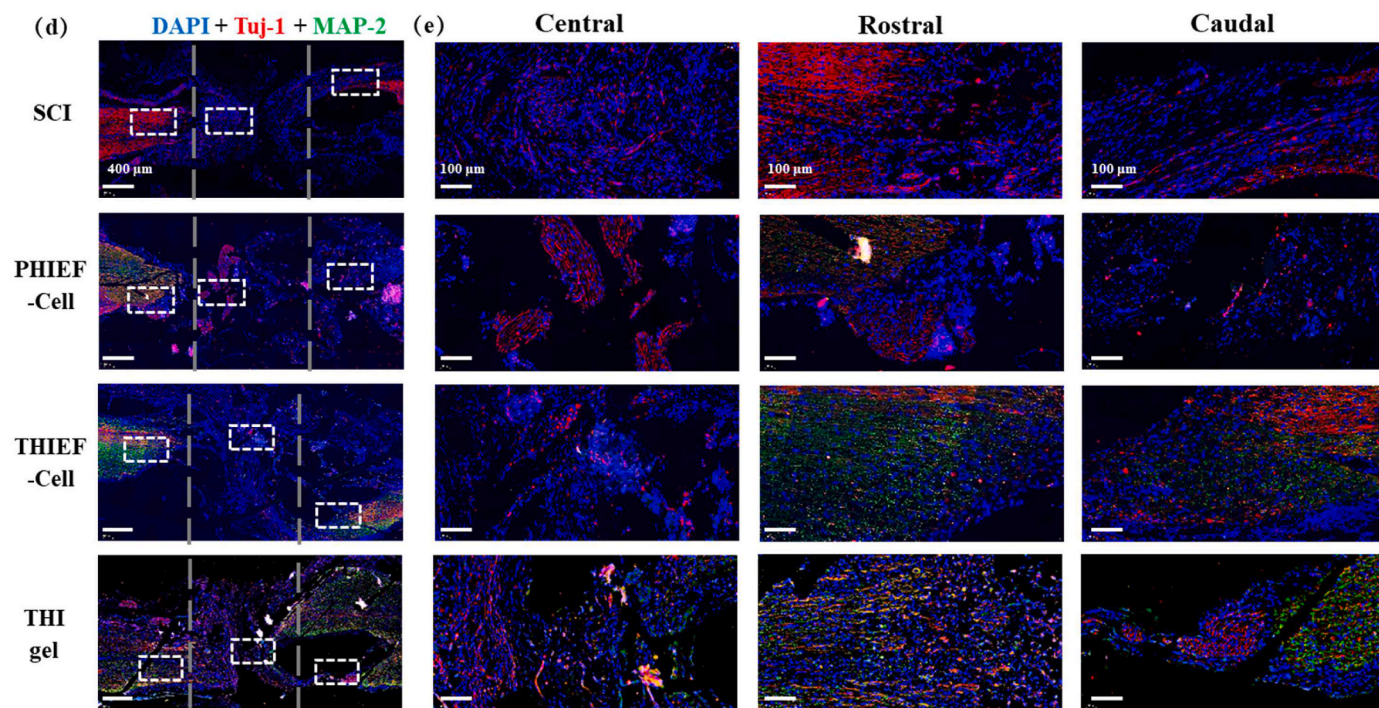 (d) DAPI + Tuj-1 + MAP-2 (e) Central Rostral Caudal
SCI
400 µm 100 µm 100 µm 100 µm
PHIEF
-Cell
THIEF
-Cell
THI
gel